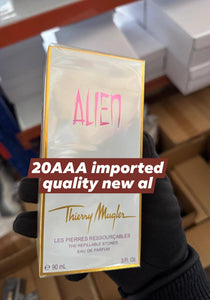 ALIEN
20AAA imported
quality new al
Thierry Mugler
LES PIERRES RESSOURÇABLES
THE REFILLABLE STONES
EAU DE PARFUM
℮ 90 mL
3 Fl. Oz.